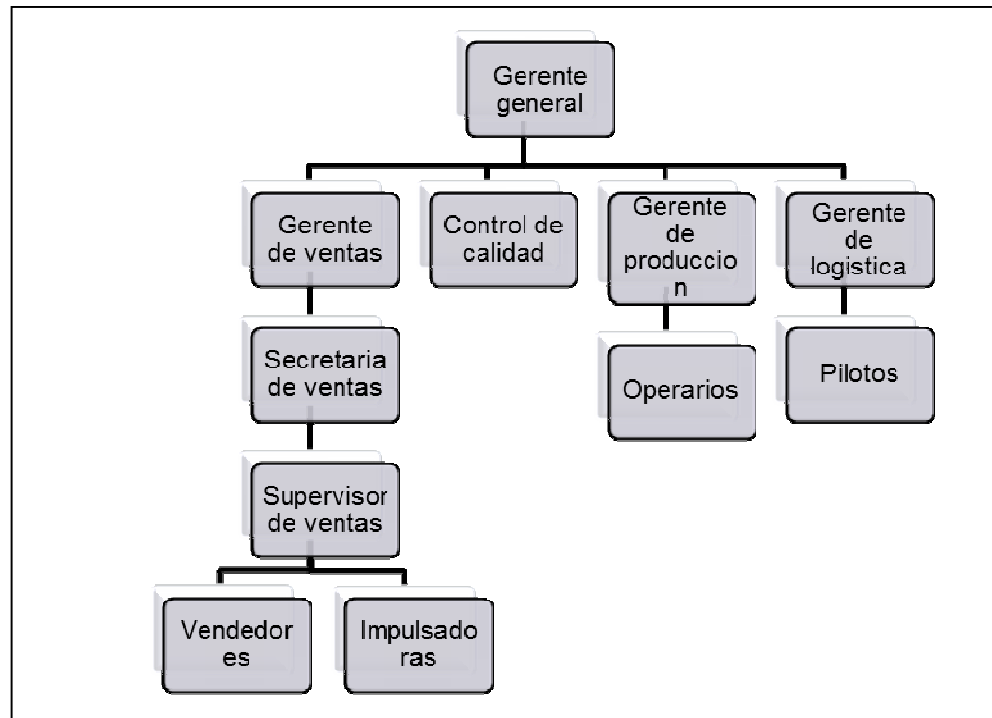 Gerente
general
Gerente
de ventas
Control de
calidad
Gerente
de
produccio
n
Gerente
de
logistica
Secretaria
de ventas
Operarios
Pilotos
Supervisor
de ventas
Vendedor
es
Impulsado
ras